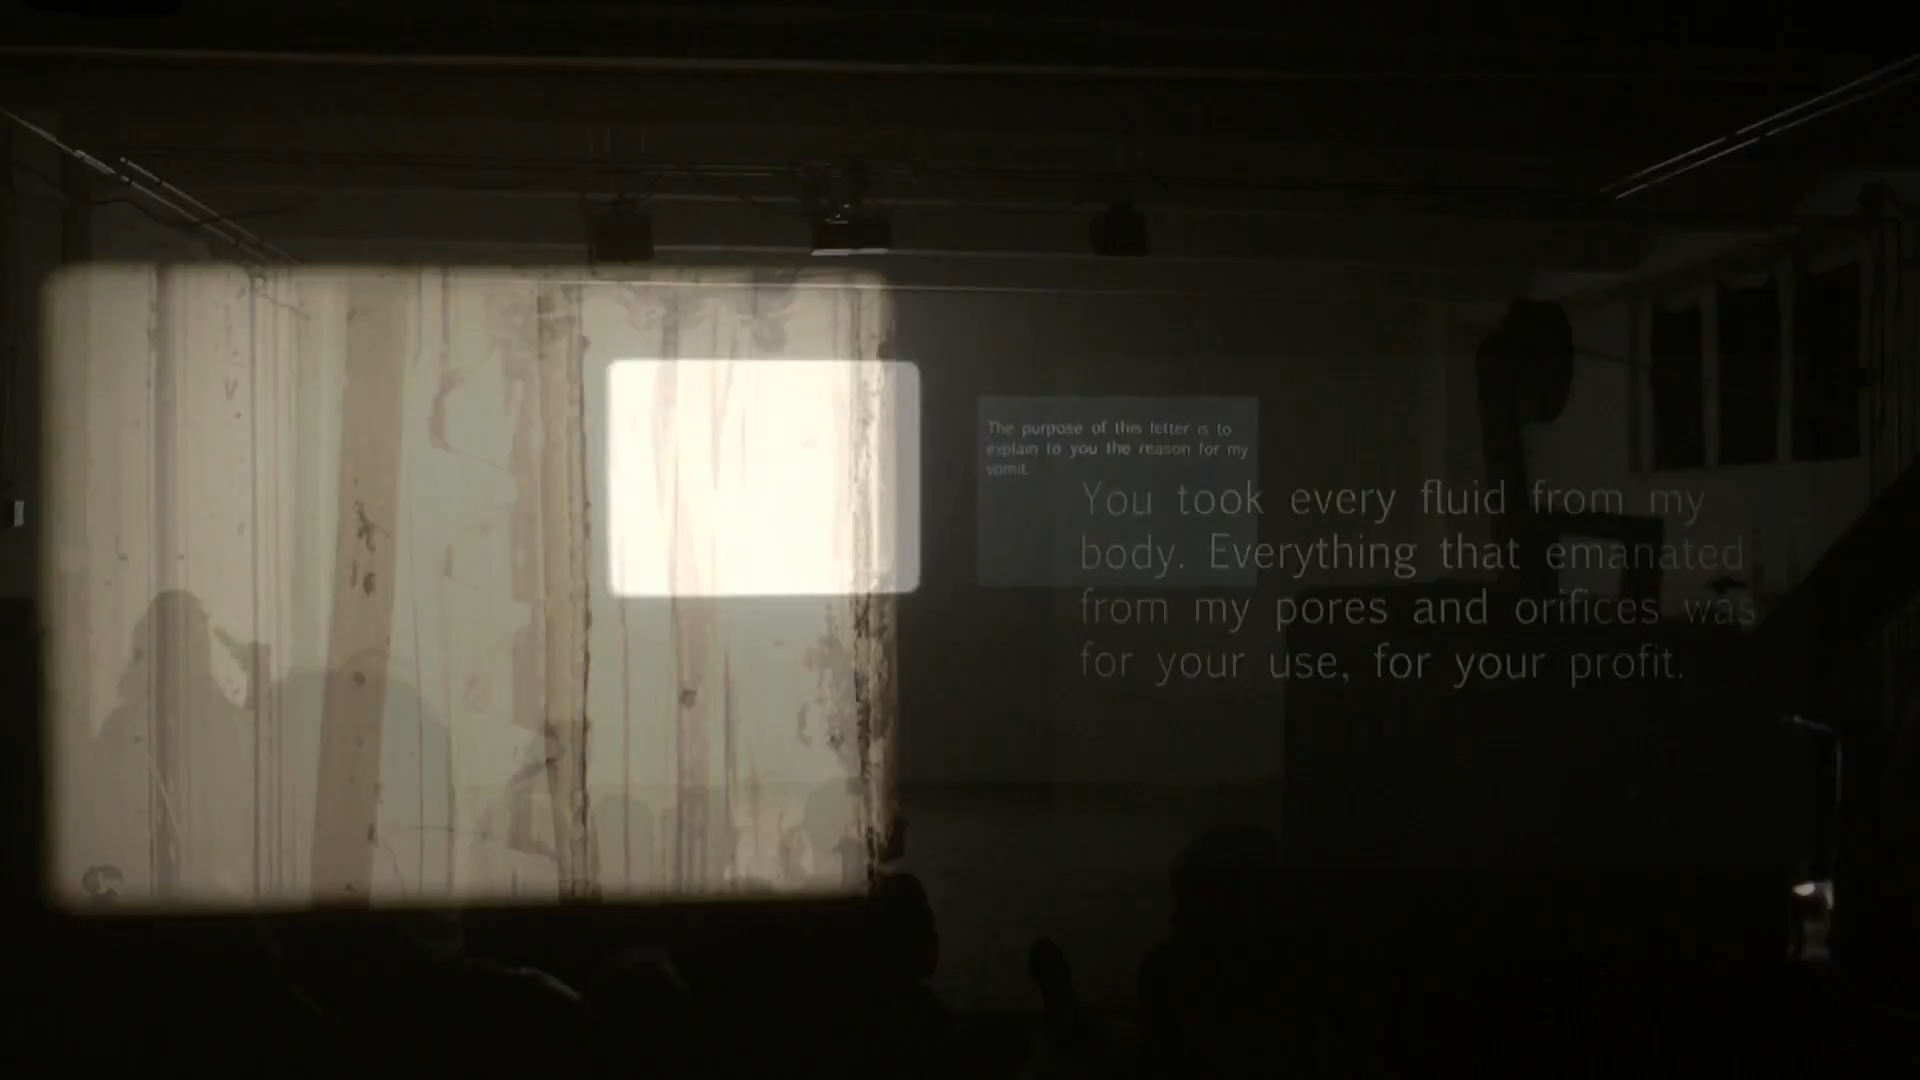 The purpose of this letter is to
explain to you the reason for my
vomit.
You took every fluid from my
body. Everything that emanated
from my pores and orifices was
for your use, for your profit.